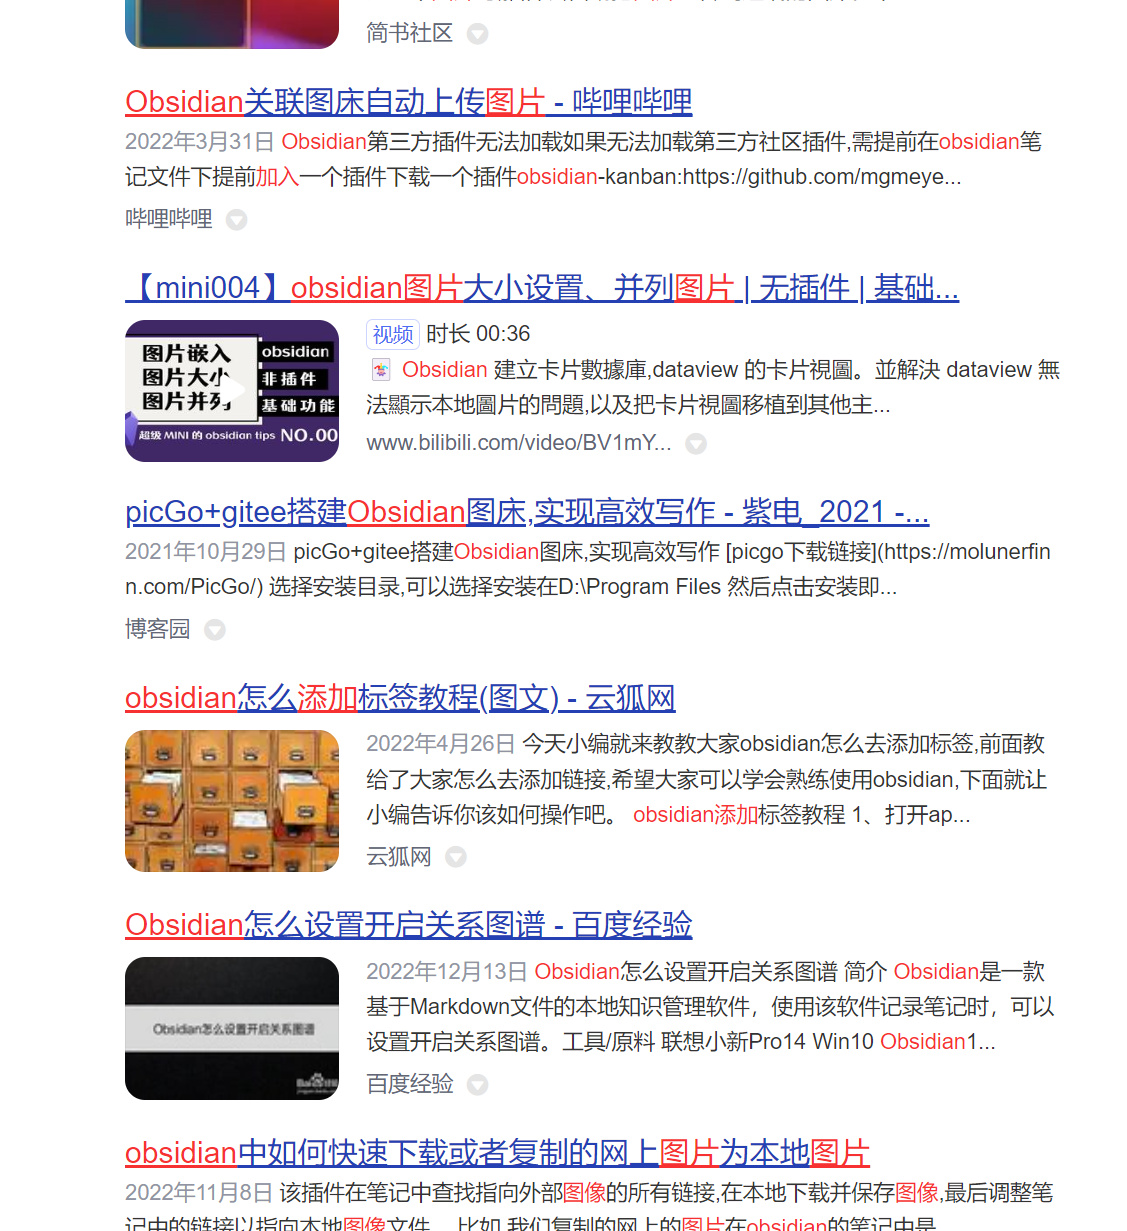 简书社区
Obsidian关联图床自动上传图片 - 哔哩哔哩
2022年3月31日 Obsidian第三方插件无法加载如果无法加载第三方社区插件,需提前在obsidian笔
记文件下提前加入一个插件下载一个插件obsidian-kanban:https://github.com/mgmeye...
哔哩哔哩
【mini004】obsidian图片大小设置、并列图片 | 无插件 | 基础...
图片嵌入
图片大小
图片并列
obsidian
非插件
基础功能
超级 MINI 的 obsidian tips NO.00
视频 时长 00:36
Obsidian 建立卡片數據庫,dataview 的卡片視圖。並解決 dataview 無
法顯示本地圖片的問題,以及把卡片視圖移植到其他主...
www.bilibili.com/video/BV1mY...
picGo+gitee搭建Obsidian图床,实现高效写作 - 紫电_2021 -...
2021年10月29日 picGo+gitee搭建Obsidian图床,实现高效写作 [picgo下载链接](https://molunerfin
n.com/PicGo/) 选择安装目录,可以选择安装在D:\Program Files 然后点击安装即...
博客园
obsidian怎么添加标签教程(图文) - 云狐网
2022年4月26日 今天小编就来教教大家obsidian怎么去添加标签,前面教
给了大家怎么去添加链接,希望大家可以学会熟练使用obsidian,下面就让
小编告诉你该如何操作吧。 obsidian添加标签教程 1、打开ap...
云狐网
Obsidian怎么设置开启关系图谱 - 百度经验
Obsidian怎么设置开启关系图谱
2022年12月13日 Obsidian怎么设置开启关系图谱 简介 Obsidian是一款
基于Markdown文件的本地知识管理软件，使用该软件记录笔记时，可以
设置开启关系图谱。工具/原料 联想小新Pro14 Win10 Obsidian1...
百度经验
obsidian中如何快速下载或者复制的网上图片为本地图片
2022年11月8日 该插件在笔记中查找指向外部图像的所有链接,在本地下载并保存图像,最后调整笔
记中的链接以指向本地图像文件。 比如,我们复制的网上的图片在obsidian的笔记中是